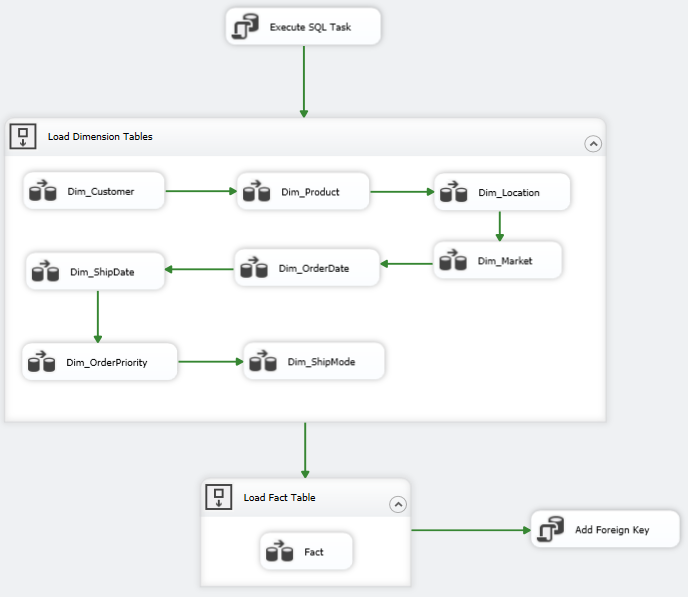 Execute SQL Task
Load Dimension Tables
Dim_Customer
Dim_Product
Dim_Location
Dim_Market
Dim_OrderDate
Dim_ShipDate
Dim_OrderPriority
Dim_ShipMode
Load Fact Table
Fact
Add Foreign Key